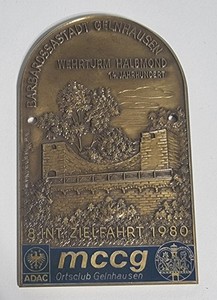 BARBAROSSASTADT GELNHAUSEN
WEHRTURM HALBMOND
14. JAHRHUNDERT
8. INT. ZIELFAHRT 1980
mccg
ADAC
Ortsclub Gelnhausen